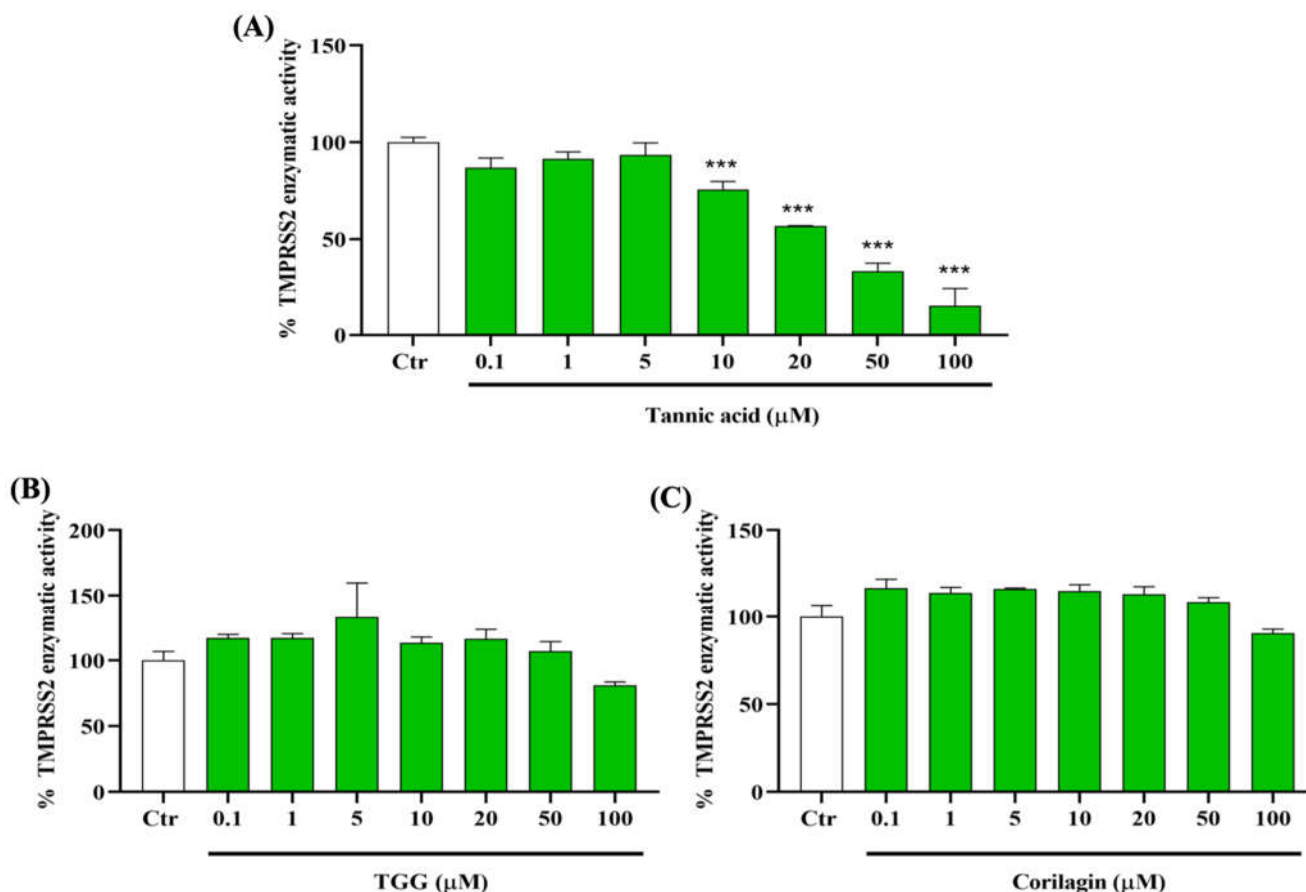 (A)
% TMPRSS2 enzymatic activity
150
100
50
0
***
***
***
***
Ctr 0.1 1 5 10 20 50 100
Tannic acid (μM)
(B)
% TMPRSS2 enzymatic activity
200
150
100
50
0
Ctr 0.1 1 5 10 20 50 100
TGG (μM)
(C)
% TMPRSS2 enzymatic activity
150
100
50
0
Ctr 0.1 1 5 10 20 50 100
Corilagin (μM)